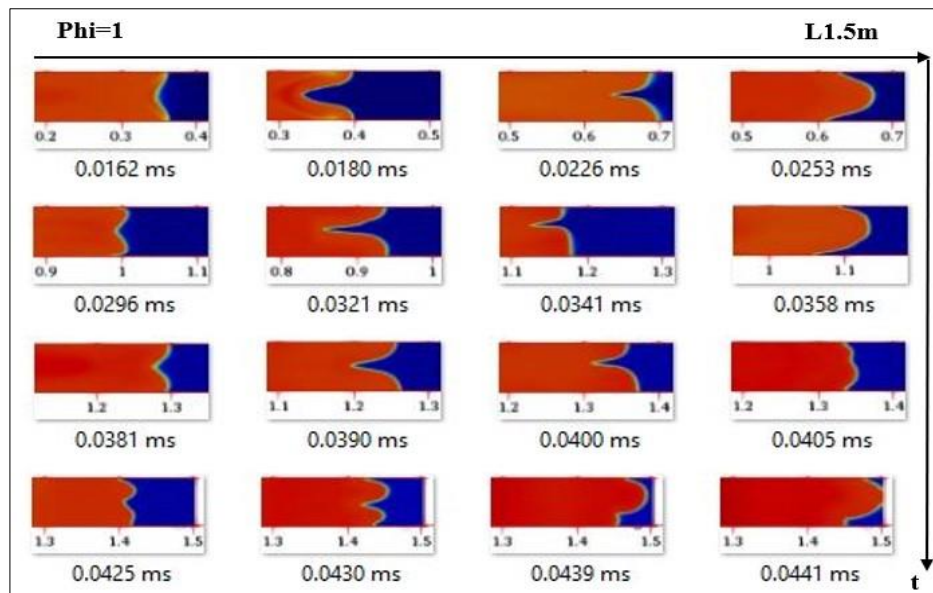 Phi=1 L1.5m
0.2 0.3 0.4 0.3 0.4 0.5 0.5 0.6 0.7 0.5 0.6 0.7
0.0162 ms 0.0180 ms 0.0226 ms 0.0253 ms
0.9 1 1.1 0.8 0.9 1 1.1 1.2 1.3 1 1.1
0.0296 ms 0.0321 ms 0.0341 ms 0.0358 ms
1.2 1.3 1.1 1.2 1.3 1.2 1.3 1.4 1.2 1.3 1.4
0.0381 ms 0.0390 ms 0.0400 ms 0.0405 ms
1.3 1.4 1.5 1.3 1.4 1.5 1.3 1.4 1.5 1.3 1.4 1.5
0.0425 ms 0.0430 ms 0.0439 ms 0.0441 ms
t